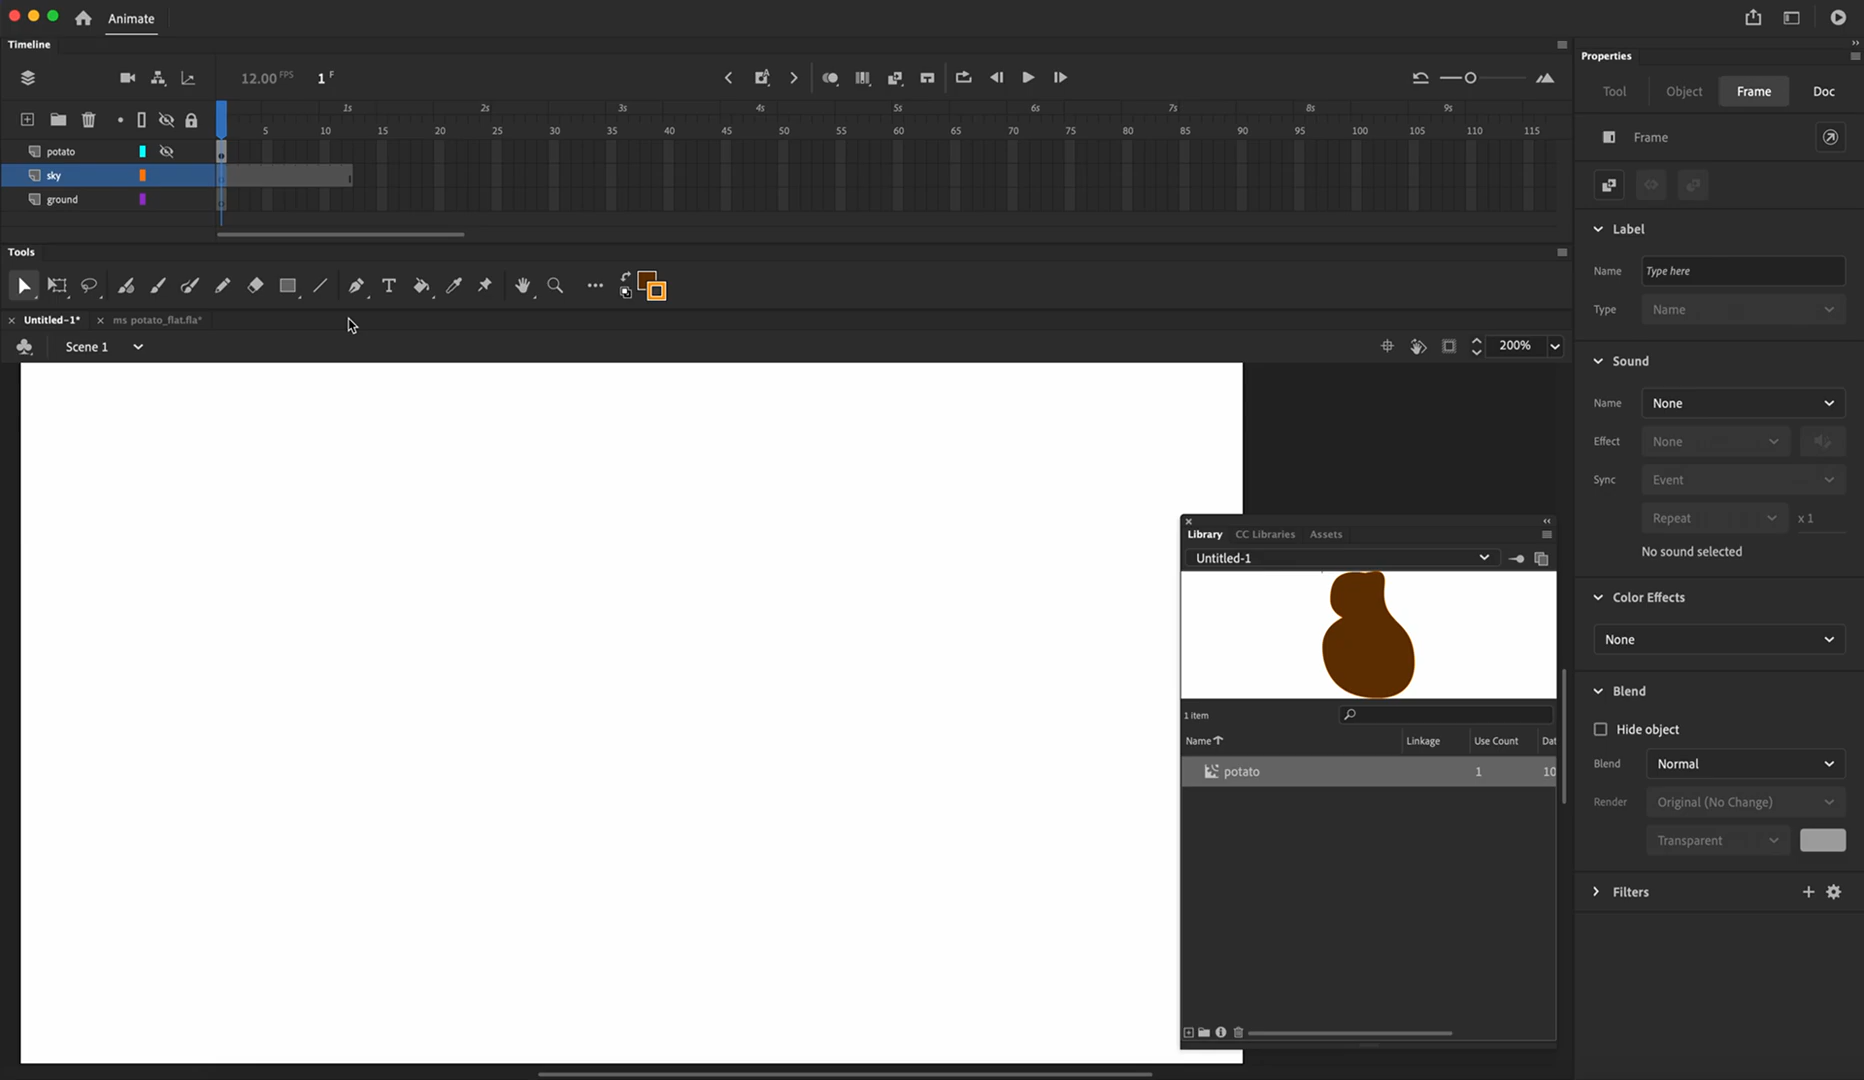 Animate
Timeline
12.00 FPS 1 F
1s 2s 3s 4s 5s 6s 7s 8s 9s
5 10 15 20 25 30 35 40 45 50 55 60 65 70 75 80 85 90 95 100 105 110 115
potato
sky
ground
Tools
Untitled-1* ms potato_flat.fla*
Scene 1
200%
Library CC Libraries Assets
Untitled-1
1 item
Name Linkage Use Count Dat
potato 1 10
Properties
Tool Object Frame Doc
Frame
Label
Name Type here
Type Name
Sound
Name None
Effect None
Sync Event
Repeat x 1
No sound selected
Color Effects
None
Blend
Hide object
Blend Normal
Render Original (No Change)
Transparent
Filters